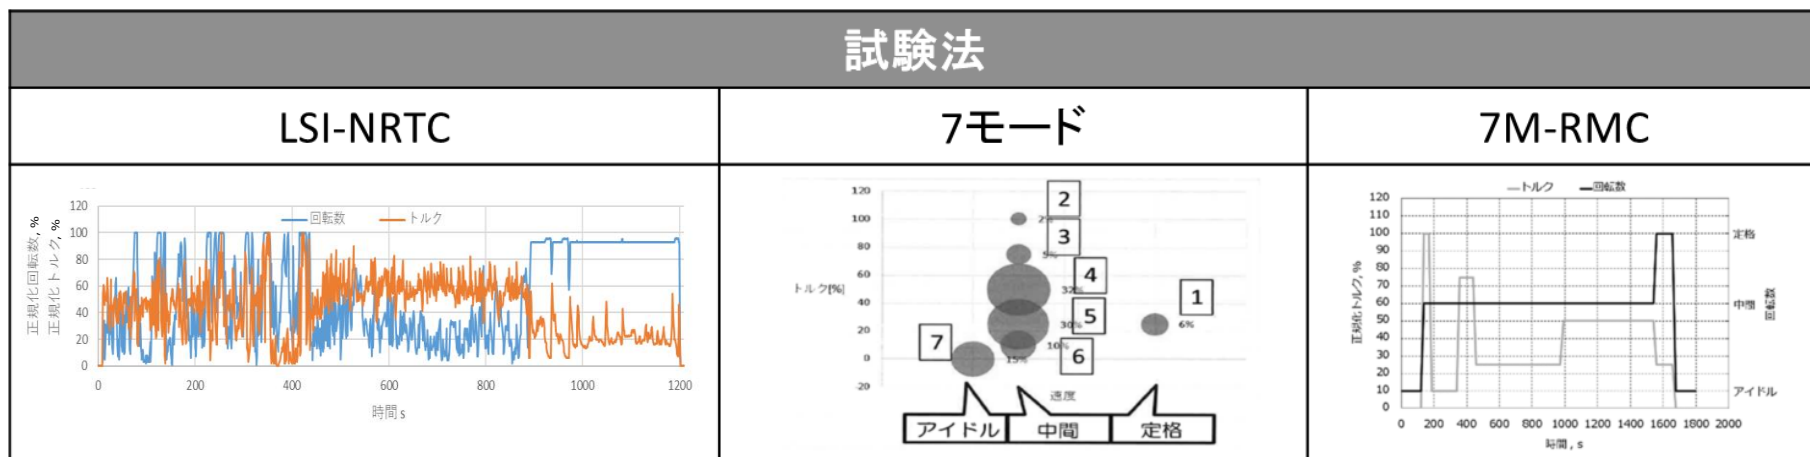 試験法
LSI-NRTC
7モード
7M-RMC
正規化回転数, %
正規化トルク, %
120
100
80
60
40
20
0
回転数
トルク
0 200 400 600 800 1000 1200
時間 s
トルク[%]
120
100
80
60
40
20
0
-20
2
3
4
5
6
7
1
2%
5%
32%
30%
10%
15%
6%
速度
アイドル
中間
定格
トルク
回転数
正規化トルク, %
120
110
100
90
80
70
60
50
40
30
20
10
0
定格
中間
アイドル
回転数
0 200 400 600 800 1000 1200 1400 1600 1800 2000
時間, s